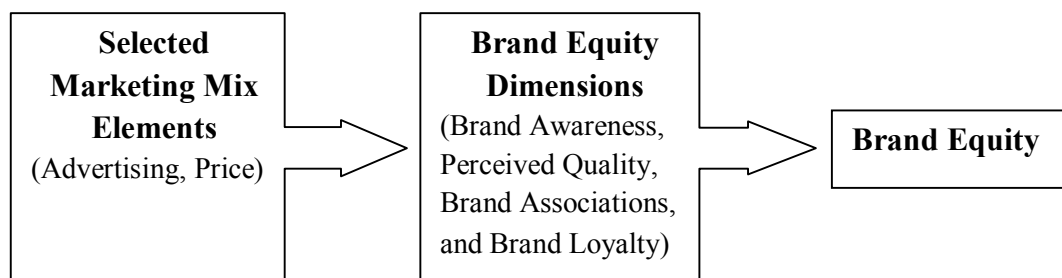 Selected
Marketing Mix
Elements
(Advertising, Price)
Brand Equity
Dimensions
(Brand Awareness,
Perceived Quality,
Brand Associations,
and Brand Loyalty)
Brand Equity